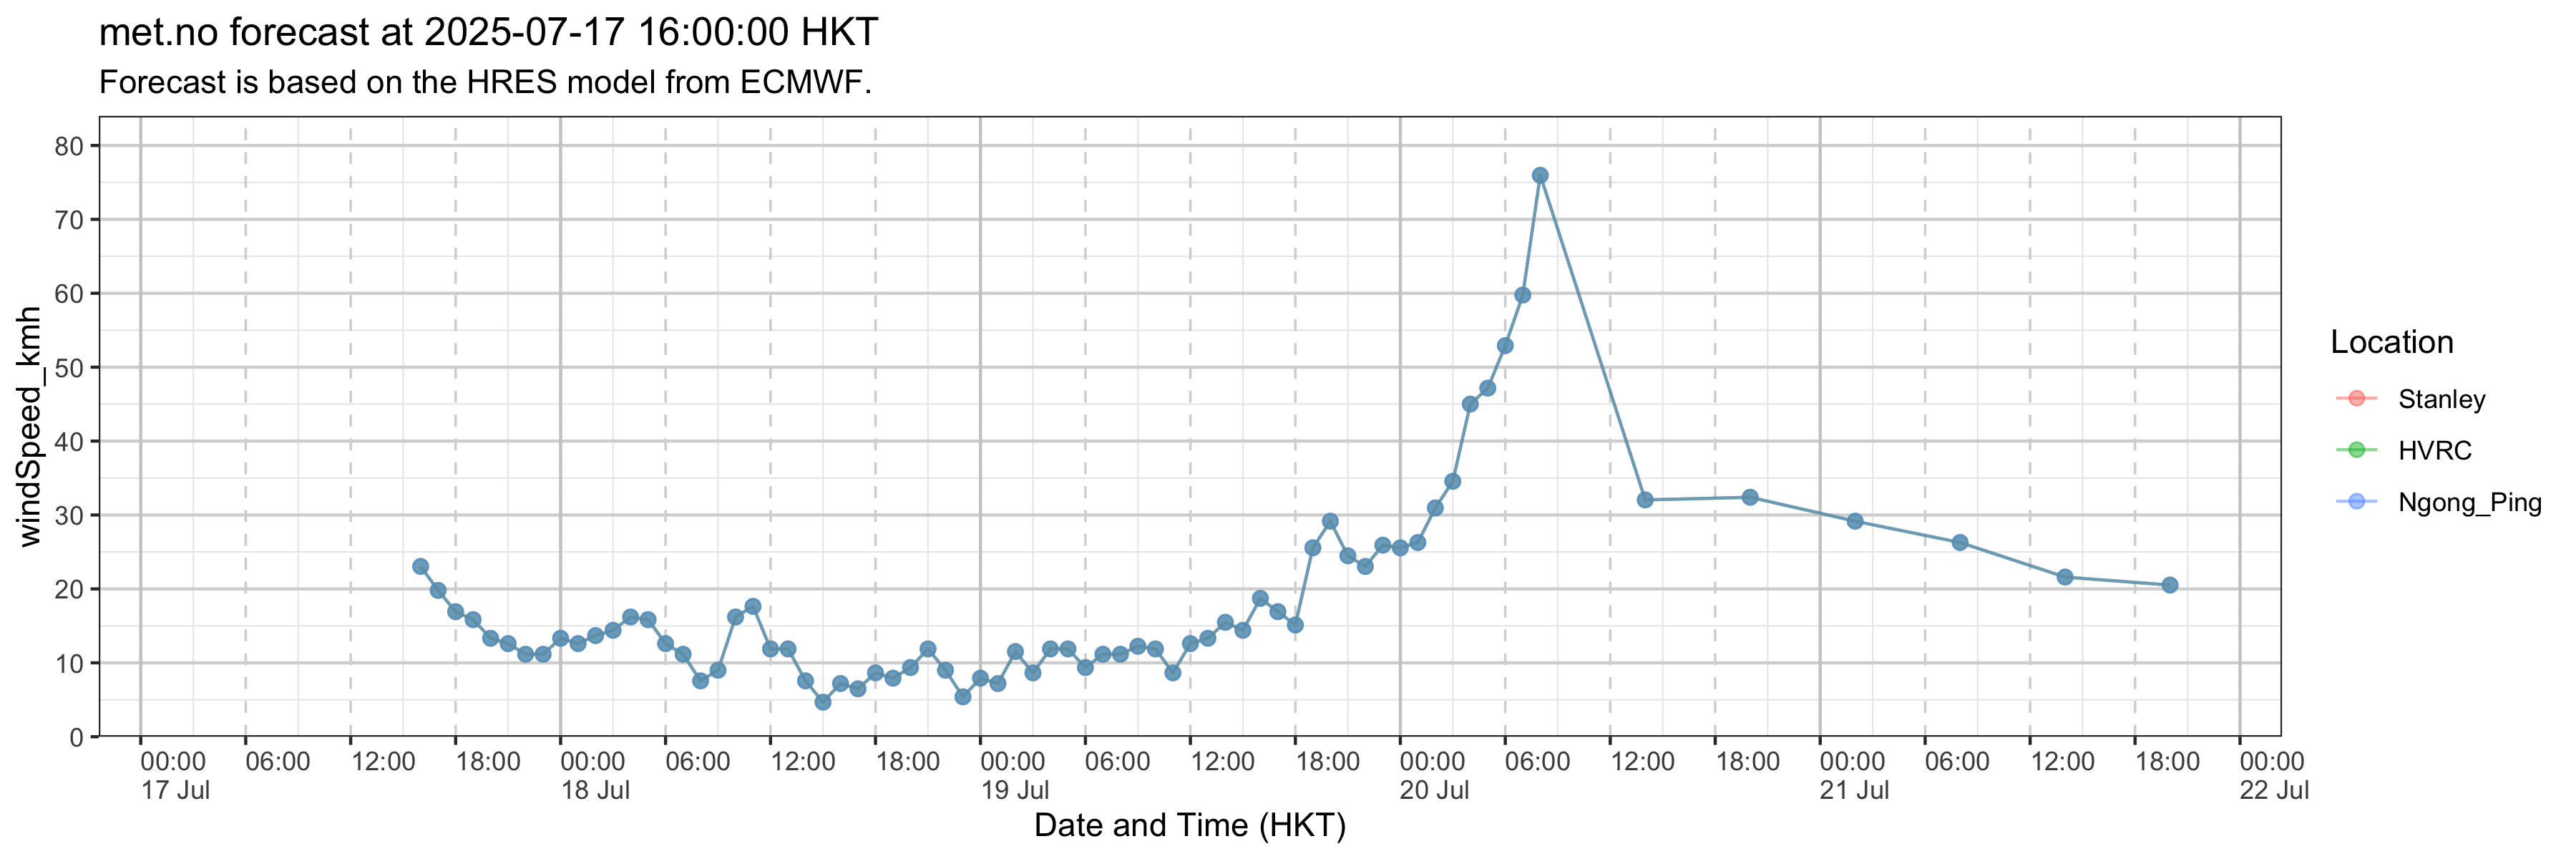 met.no forecast at 2025-07-17 16:00:00 HKT
Forecast is based on the HRES model from ECMWF.
windSpeed_kmh
80
70
60
50
40
30
20
10
0
00:00 06:00 12:00 18:00 00:00 06:00 12:00 18:00 00:00 06:00 12:00 18:00 00:00 06:00 12:00 18:00 00:00 06:00 12:00 18:00 00:00
17 Jul 18 Jul 19 Jul 20 Jul 21 Jul 22 Jul
Date and Time (HKT)
Location
Stanley
HVRC
Ngong_Ping